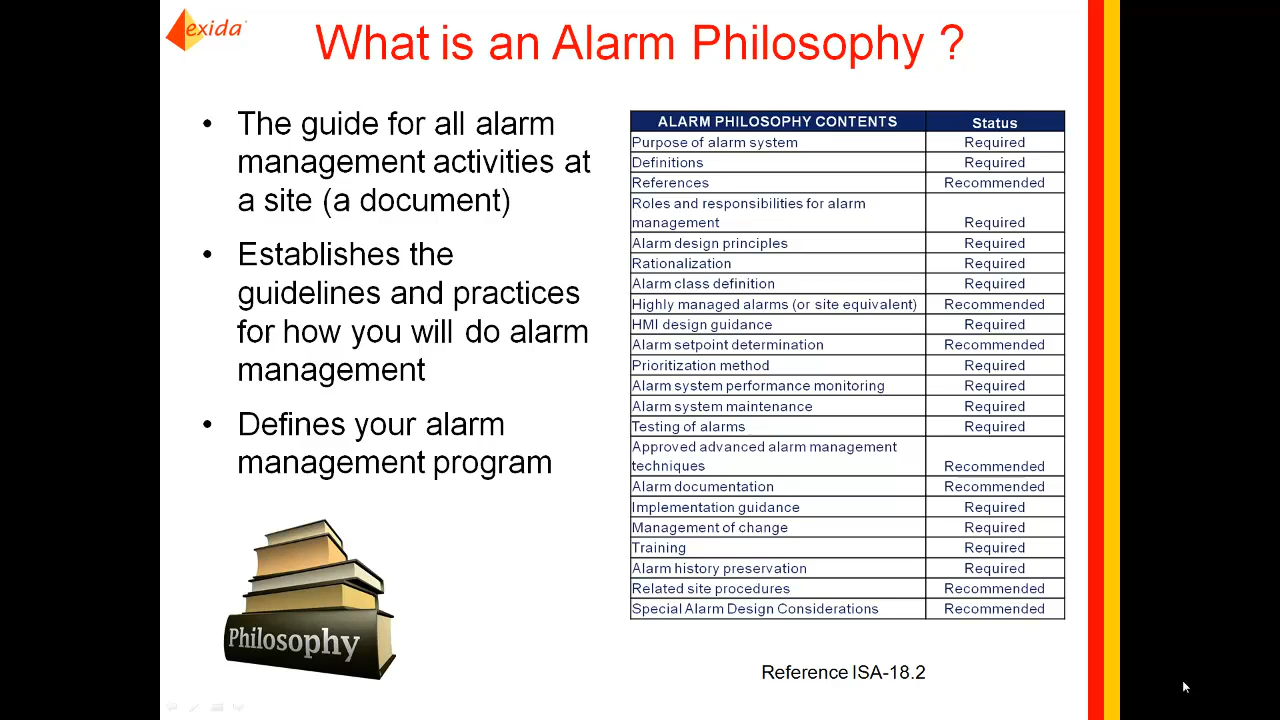 exida
What is an Alarm Philosophy ?
• The guide for all alarm
management activities at
a site (a document)
• Establishes the
guidelines and practices
for how you will do alarm
management
• Defines your alarm
management program
Philosophy
ALARM PHILOSOPHY CONTENTS Status
Purpose of alarm system Required
Definitions Required
References Recommended
Roles and responsibilities for alarm
management Required
Alarm design principles Required
Rationalization Required
Alarm class definition Required
Highly managed alarms (or site equivalent) Recommended
HMI design guidance Required
Alarm setpoint determination Recommended
Prioritization method Required
Alarm system performance monitoring Required
Alarm system maintenance Required
Testing of alarms Required
Approved advanced alarm management
techniques Recommended
Alarm documentation Recommended
Implementation guidance Required
Management of change Required
Training Required
Alarm history preservation Required
Related site procedures Recommended
Special Alarm Design Considerations Recommended
Reference ISA-18.2